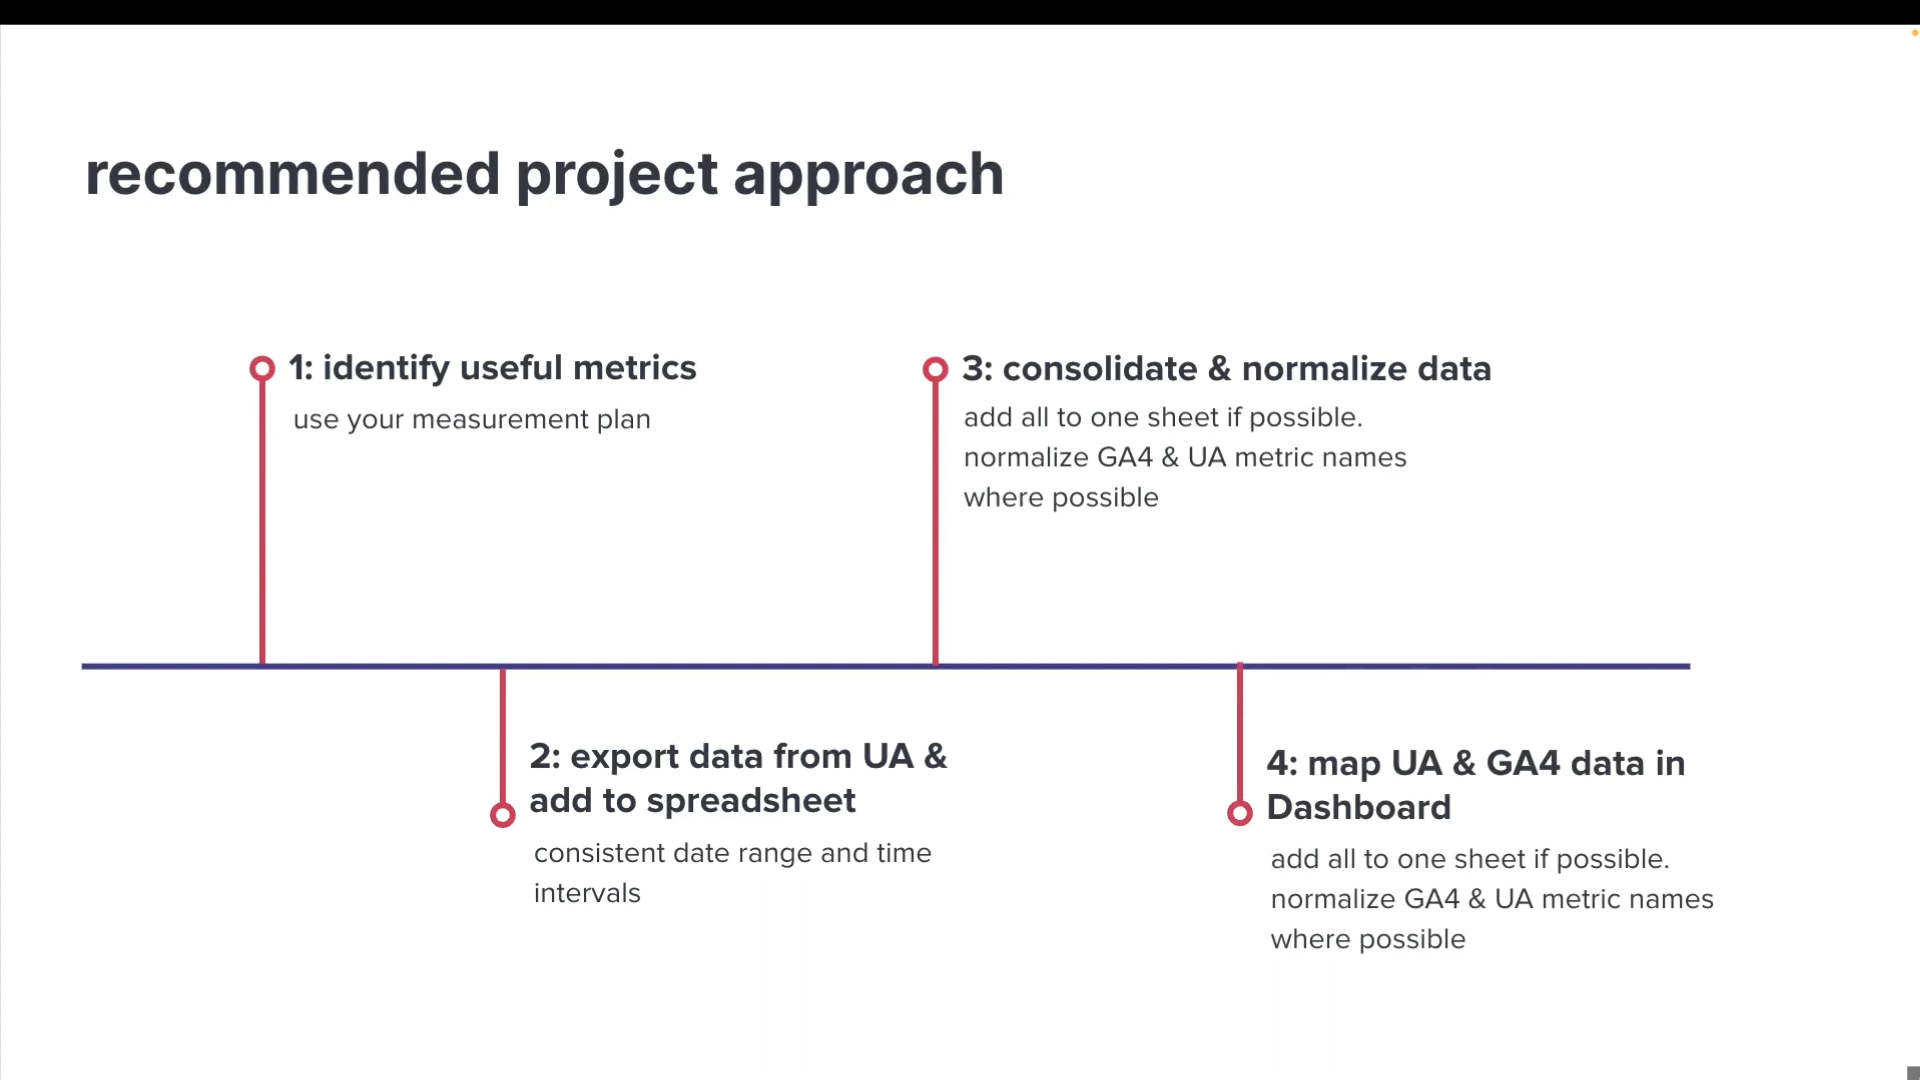 recommended project approach
1: identify useful metrics
use your measurement plan
2: export data from UA &
add to spreadsheet
consistent date range and time
intervals
3: consolidate & normalize data
add all to one sheet if possible.
normalize GA4 & UA metric names
where possible
4: map UA & GA4 data in
Dashboard
add all to one sheet if possible.
normalize GA4 & UA metric names
where possible